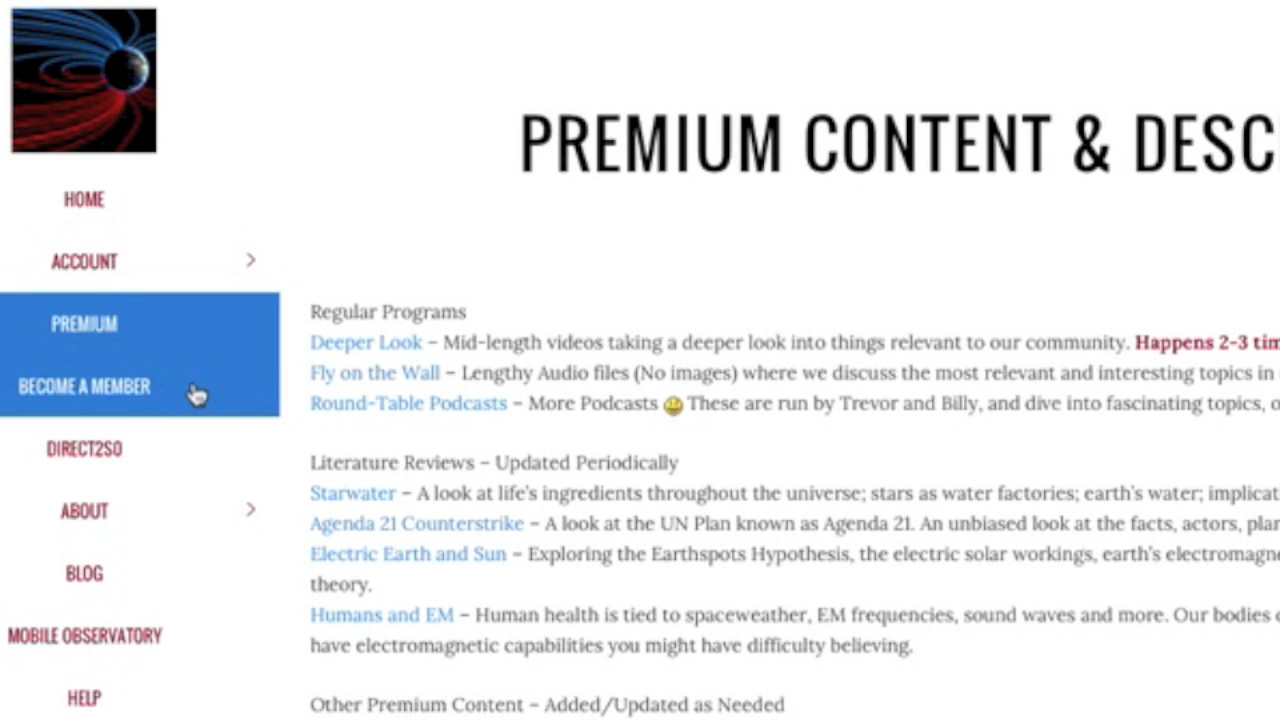 HOME
ACCOUNT
PREMIUM
BECOME A MEMBER
DIRECT2SO
ABOUT
BLOG
MOBILE OBSERVATORY
HELP
PREMIUM CONTENT & DESC
Regular Programs
Deeper Look – Mid-length videos taking a deeper look into things relevant to our community. Happens 2-3 tim
Fly on the Wall – Lengthy Audio files (No images) where we discuss the most relevant and interesting topics in
Round-Table Podcasts – More Podcasts These are run by Trevor and Billy, and dive into fascinating topics, o
Literature Reviews – Updated Periodically
Starwater – A look at life's ingredients throughout the universe; stars as water factories; earth's water; implicat
Agenda 21 Counterstrike – A look at the UN Plan known as Agenda 21. An unbiased look at the facts, actors, plan
Electric Earth and Sun – Exploring the Earthspots Hypothesis, the electric solar workings, earth's electromagne
theory.
Humans and EM – Human health is tied to spaceweather, EM frequencies, sound waves and more. Our bodies
have electromagnetic capabilities you might have difficulty believing.
Other Premium Content – Added/Updated as Needed